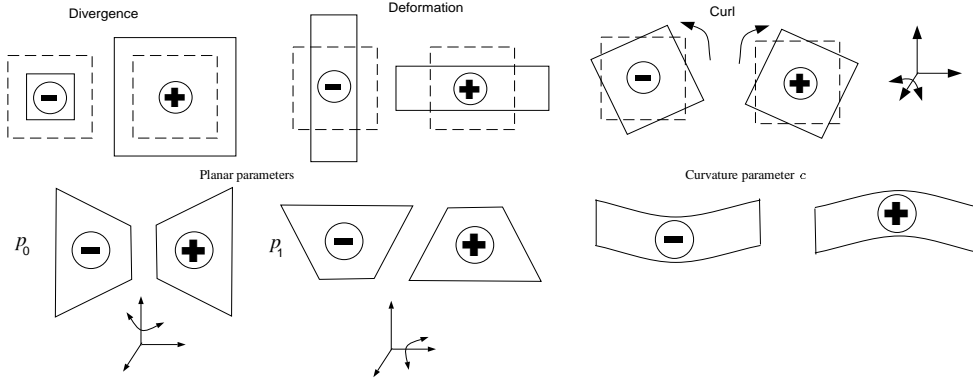 Divergence
Deformation
Curl
Planar parameters
Curvature parameter c
p0
p1